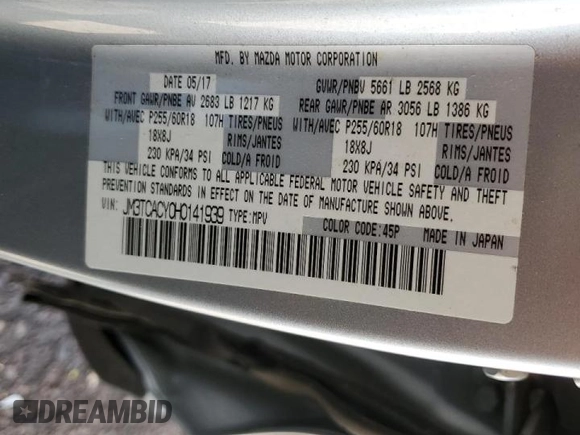 MFD. BY MAZDA MOTOR CORPORATION
DATE 05/17 GVWR/PNBV 5661 LB 2568 KG
FRONT GAWR/PNBE AV 2683 LB 1217 KG REAR GAWR/PNBE AR 3056 LB 1386 KG
WITH/AVEC P255/60R18 107H TIRES/PNEUS WITH/AVEC P255/60R18 107H TIRES/PNEUS
18X8J RIMS/JANTES 18X8J RIMS/JANTES
230 KPA/34 PSI COLD/A FROID 230 KPA/34 PSI COLD/A FROID
THIS VEHICLE CONFORMS TO ALL APPLICABLE FEDERAL MOTOR VEHICLE SAFETY AND THEFT
PREVENTION STANDARDS IN EFFECT ON THE DATE OF MANUFACTURE SHOWN ABOVE.
VIN: JM3TCACY0H0141939 TYPE:MPV
COLOR CODE:45P MADE IN JAPAN
DREAMBID